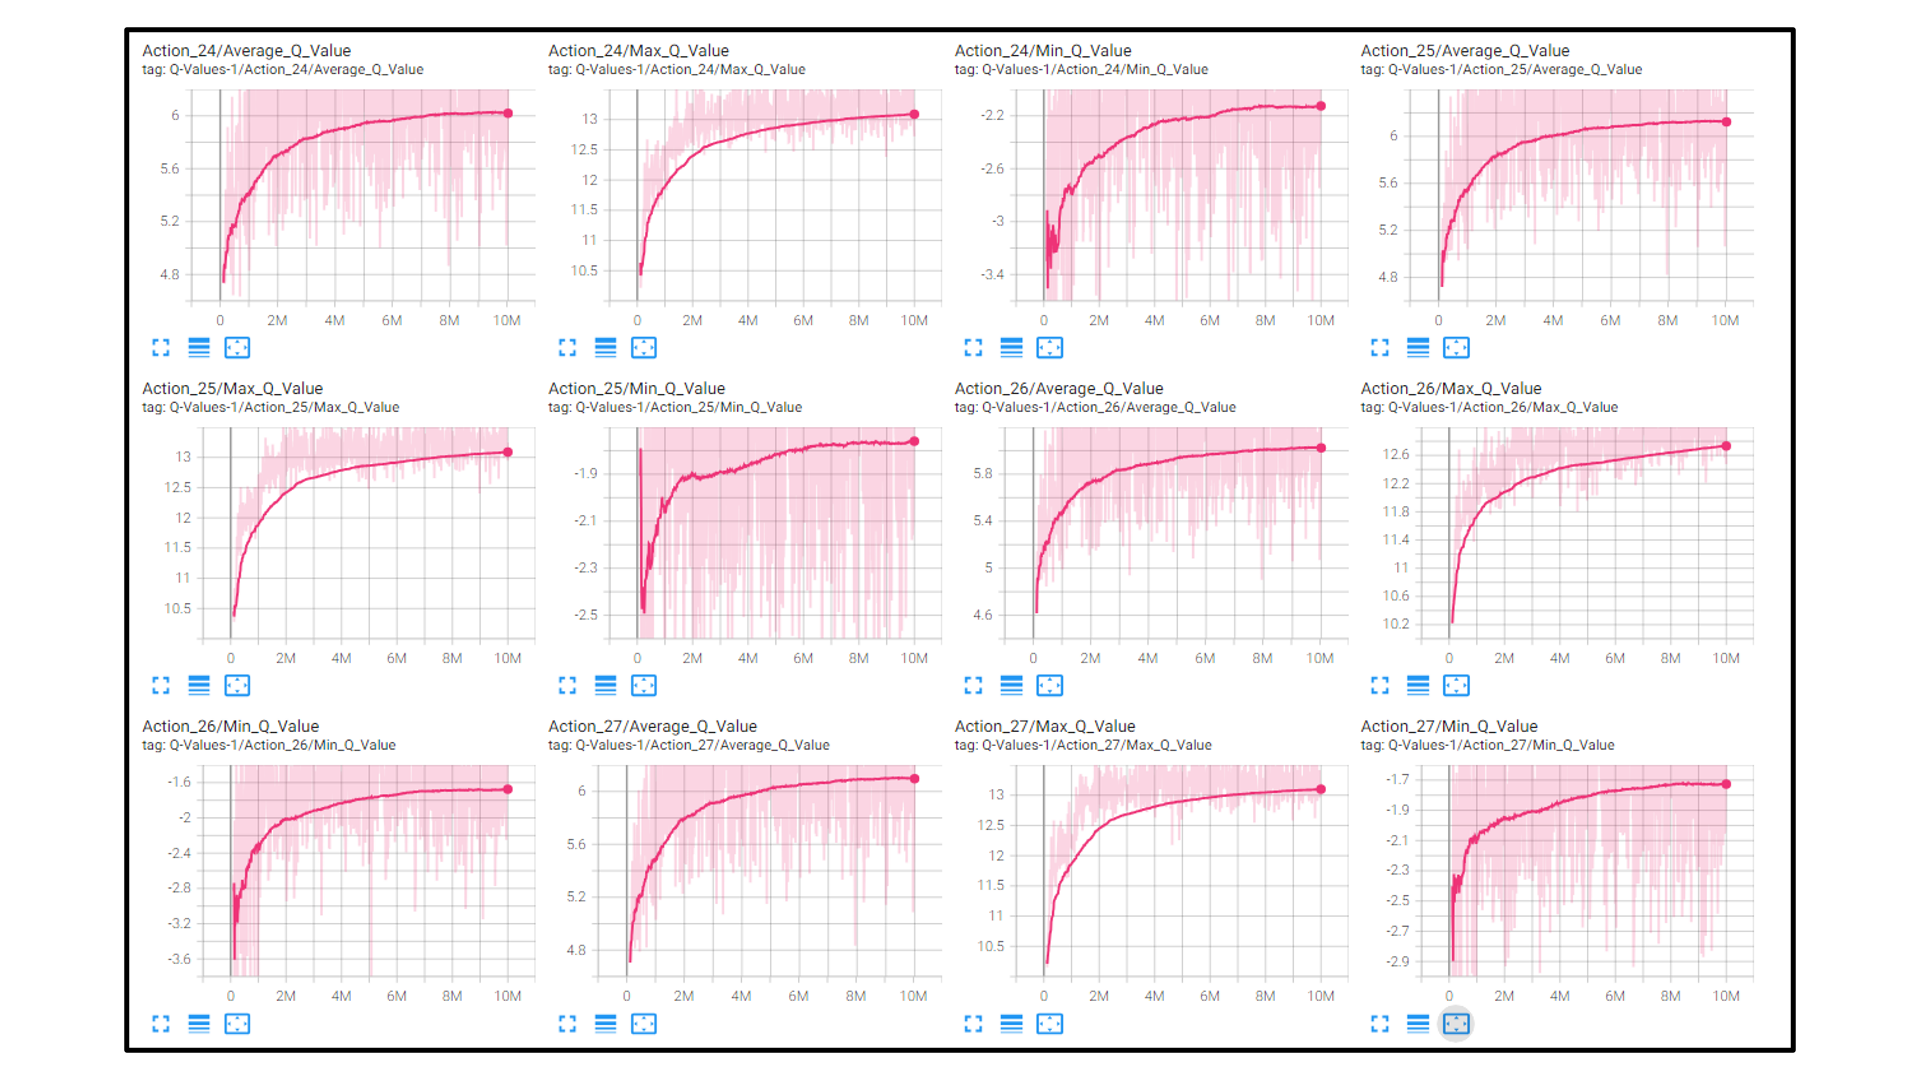 Action_24/Average_Q_Value
tag: Q-Values-1/Action_24/Average_Q_Value
6
5.6
5.2
4.8
0 2M 4M 6M 8M 10M
Action_24/Max_Q_Value
tag: Q-Values-1/Action_24/Max_Q_Value
13
12.5
12
11.5
11
10.5
0 2M 4M 6M 8M 10M
Action_24/Min_Q_Value
tag: Q-Values-1/Action_24/Min_Q_Value
-2.2
-2.6
-3
-3.4
0 2M 4M 6M 8M 10M
Action_25/Average_Q_Value
tag: Q-Values-1/Action_25/Average_Q_Value
6
5.6
5.2
4.8
0 2M 4M 6M 8M 10M
Action_25/Max_Q_Value
tag: Q-Values-1/Action_25/Max_Q_Value
13
12.5
12
11.5
11
10.5
0 2M 4M 6M 8M 10M
Action_25/Min_Q_Value
tag: Q-Values-1/Action_25/Min_Q_Value
-1.9
-2.1
-2.3
-2.5
0 2M 4M 6M 8M 10M
Action_26/Average_Q_Value
tag: Q-Values-1/Action_26/Average_Q_Value
5.8
5.4
5
4.6
0 2M 4M 6M 8M 10M
Action_26/Max_Q_Value
tag: Q-Values-1/Action_26/Max_Q_Value
12.6
12.2
11.8
11.4
11
10.6
10.2
0 2M 4M 6M 8M 10M
Action_26/Min_Q_Value
tag: Q-Values-1/Action_26/Min_Q_Value
-1.6
-2
-2.4
-2.8
-3.2
-3.6
0 2M 4M 6M 8M 10M
Action_27/Average_Q_Value
tag: Q-Values-1/Action_27/Average_Q_Value
6
5.6
5.2
4.8
0 2M 4M 6M 8M 10M
Action_27/Max_Q_Value
tag: Q-Values-1/Action_27/Max_Q_Value
13
12.5
12
11.5
11
10.5
0 2M 4M 6M 8M 10M
Action_27/Min_Q_Value
tag: Q-Values-1/Action_27/Min_Q_Value
-1.7
-1.9
-2.1
-2.3
-2.5
-2.7
-2.9
0 2M 4M 6M 8M 10M